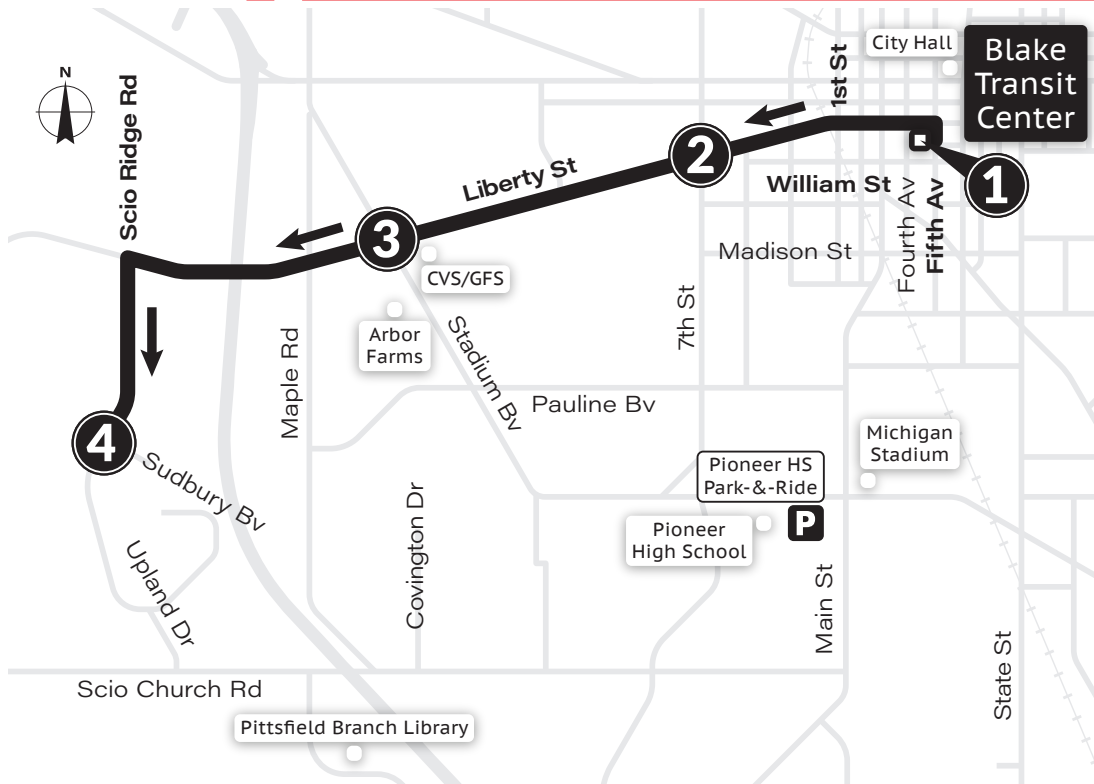 City Hall
Blake
Transit
Center
N
Scio Ridge Rd
1st St
2
Liberty St
William St
1
Fourth Av
Fifth Av
3
Madison St
CVS/GFS
Arbor
Farms
7th St
Maple Rd
Stadium Bv
Pauline Bv
4
Sudbury Bv
Michigan
Stadium
Pioneer HS
Park-&-Ride
P
Pioneer
High School
Covington Dr
Upland Dr
Main St
State St
Scio Church Rd
Pittsfield Branch Library